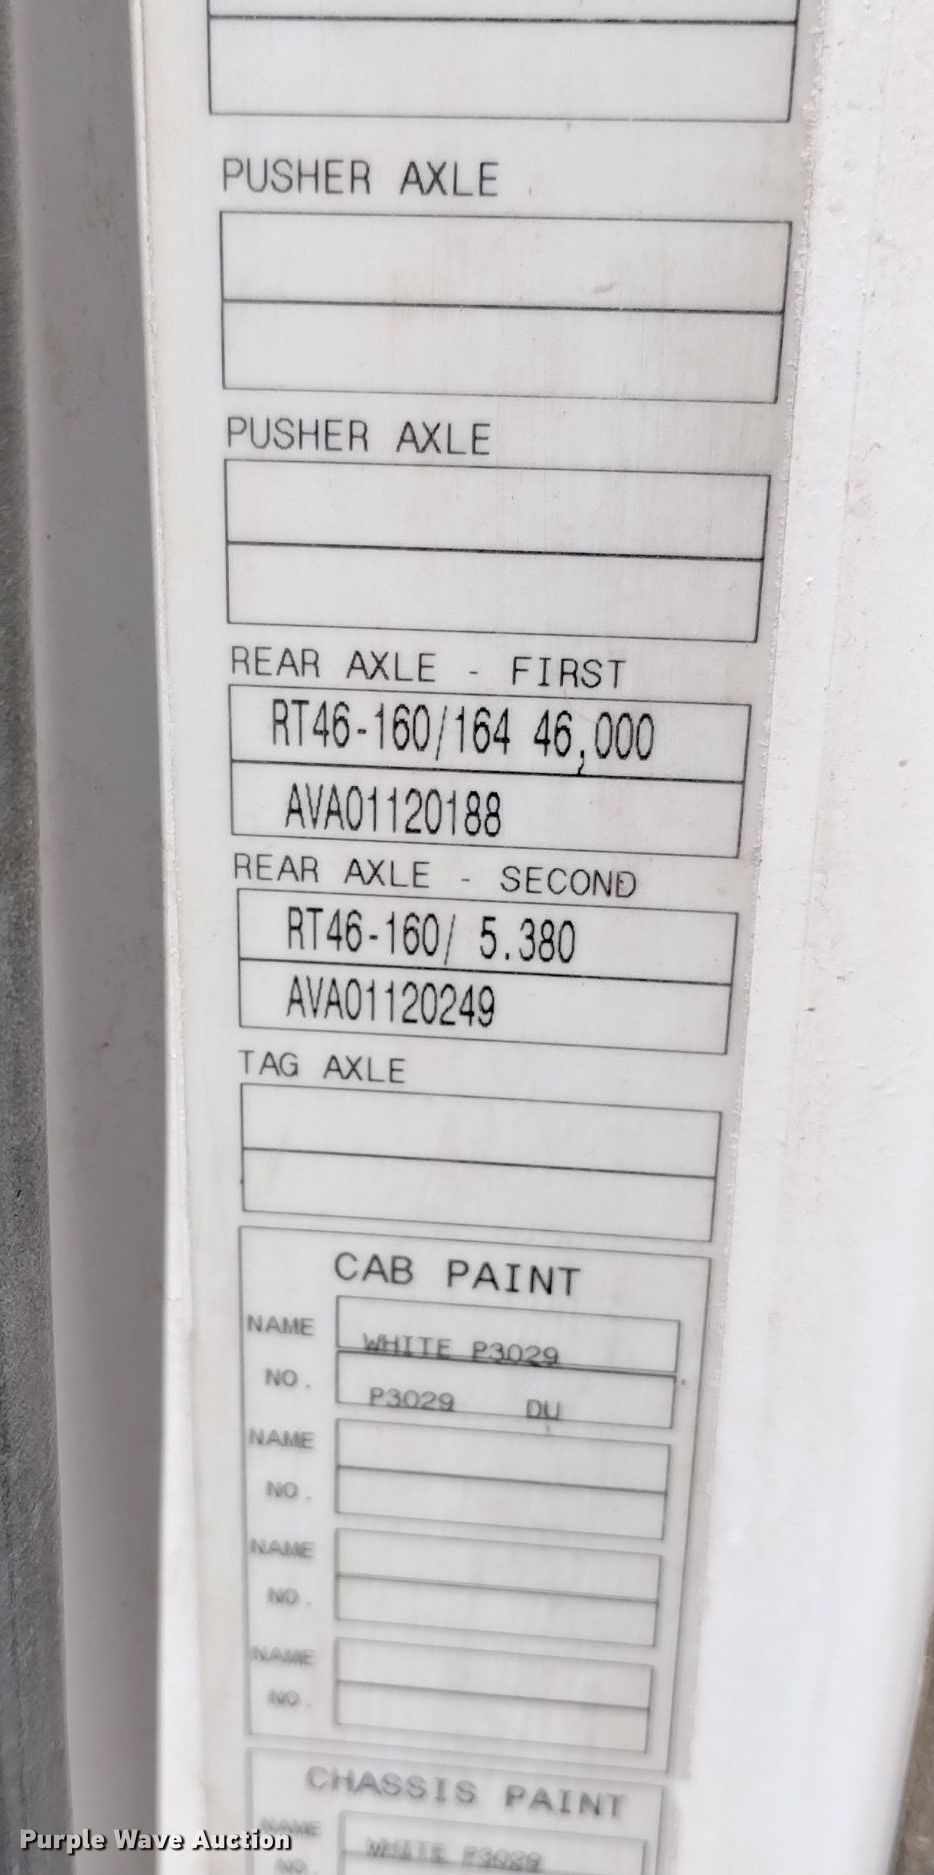 PUSHER AXLE
PUSHER AXLE
REAR AXLE - FIRST
RT46-160/164 46,000
AVA01120188
REAR AXLE - SECOND
RT46-160/ 5.380
AVA01120249
TAG AXLE
CAB PAINT
NAME WHITE P3029
NO. P3029 DU
NAME
NO.
NAME
NO.
NAME
NO.
CHASSIS PAINT
NAME WHITE P3029
NO.
Purple Wave Auction